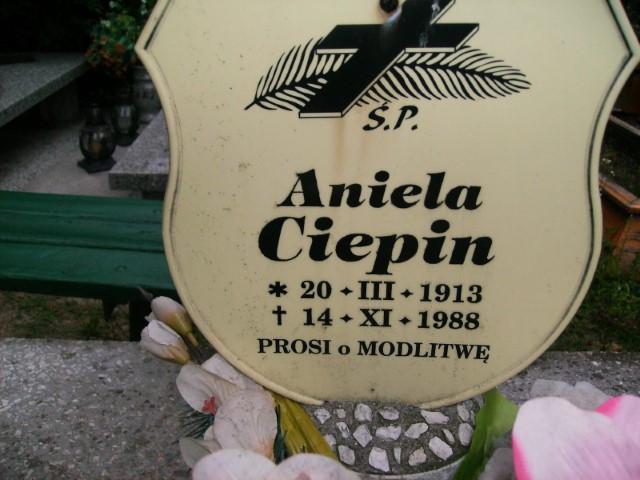 Ś.P.
Aniela
Ciepin
* 20 ✦ III ✦ 1913
† 14 ✦ XI ✦ 1988
PROSI o MODLITWĘ